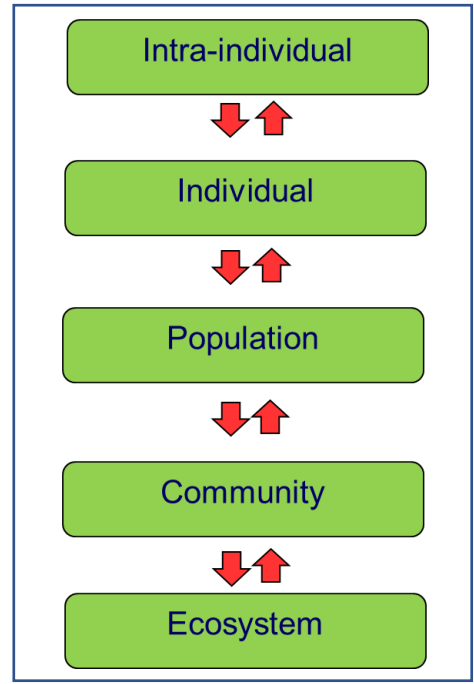 Intra-individual
Individual
Population
Community
Ecosystem